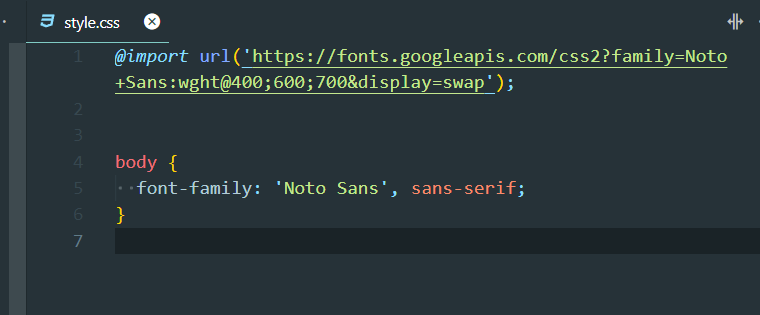 style.css
1 @import url('https://fonts.googleapis.com/css2?family=Noto
+Sans:wght@400;600;700&display=swap');
2
3
4 body {
5 font-family: 'Noto Sans', sans-serif;
6 }
7